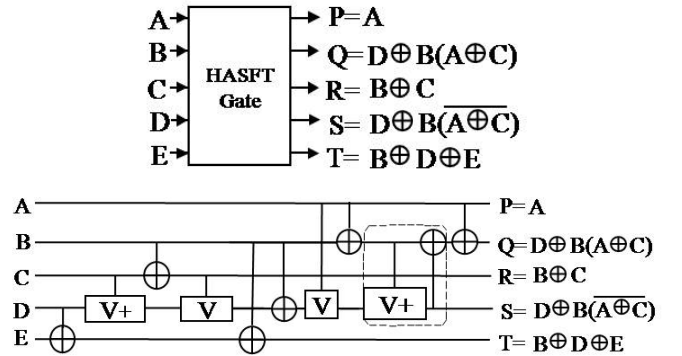 A P=A
B Q=D⊕B(A⊕C)
HASFT
C R= B⊕C
Gate
D S= D⊕B(A̅⊕̅C̅)
E T= B⊕D⊕E
A P=A
B Q=D⊕B(A⊕C)
C R= B⊕C
D V+ V V V+ S= D⊕B(A̅⊕̅C̅)
E T= B⊕D⊕E